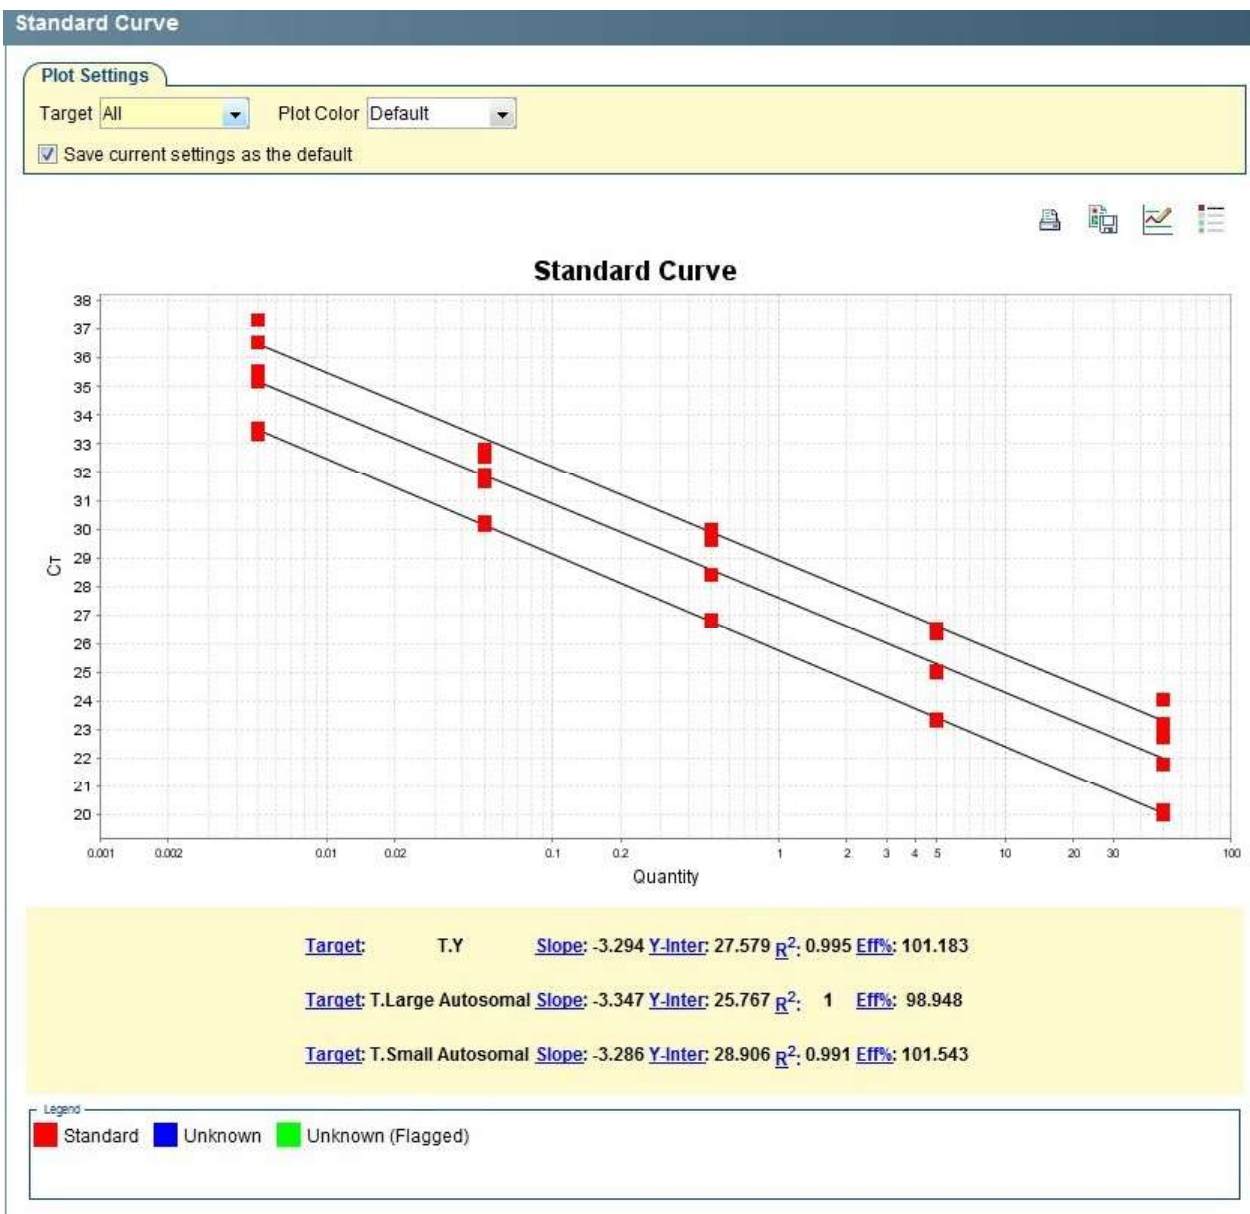 Standard Curve
Plot Settings
Target All Plot Color Default
Save current settings as the default
Standard Curve
38
37
36
35
34
33
32
31
30
29
28
27
26
25
24
23
22
21
20
CT
0.001 0.002 0.01 0.02 0.1 0.2 1 2 3 4 5 10 20 30 100
Quantity
Target: T.Y Slope: -3.294 Y-Inter: 27.579 R²: 0.995 Eff%: 101.183
Target: T.Large Autosomal Slope: -3.347 Y-Inter: 25.767 R²: 1 Eff%: 98.948
Target: T.Small Autosomal Slope: -3.286 Y-Inter: 28.906 R²: 0.991 Eff%: 101.543
Legend
Standard Unknown Unknown (Flagged)